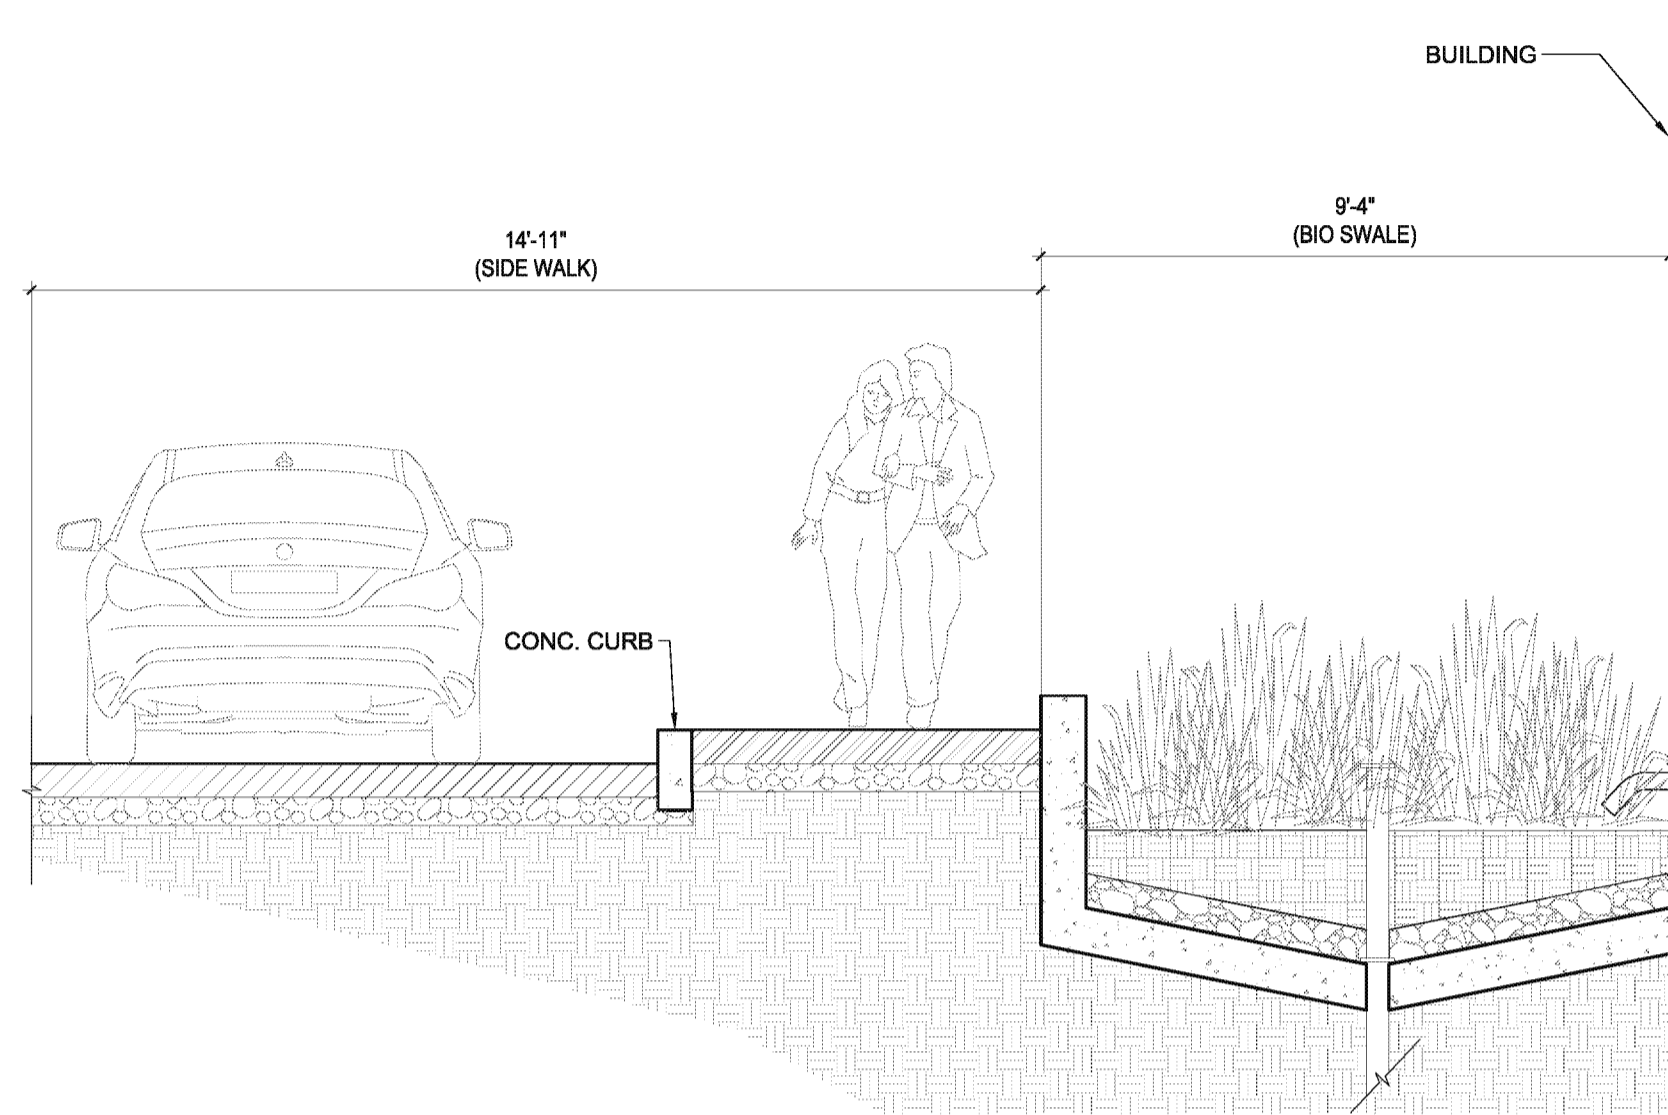 BUILDING
9'-4"
(BIO SWALE)
14'-11"
(SIDE WALK)
CONC. CURB